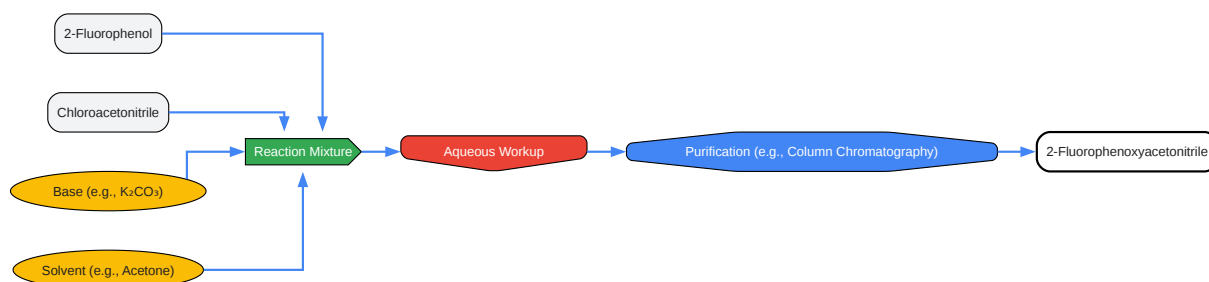 2-Fluorophenol
Chloroacetonitrile
Reaction Mixture
Aqueous Workup
Purification (e.g., Column Chromatography)
2-Fluorophenoxyacetonitrile
Base (e.g., K₂CO₃)
Solvent (e.g., Acetone)